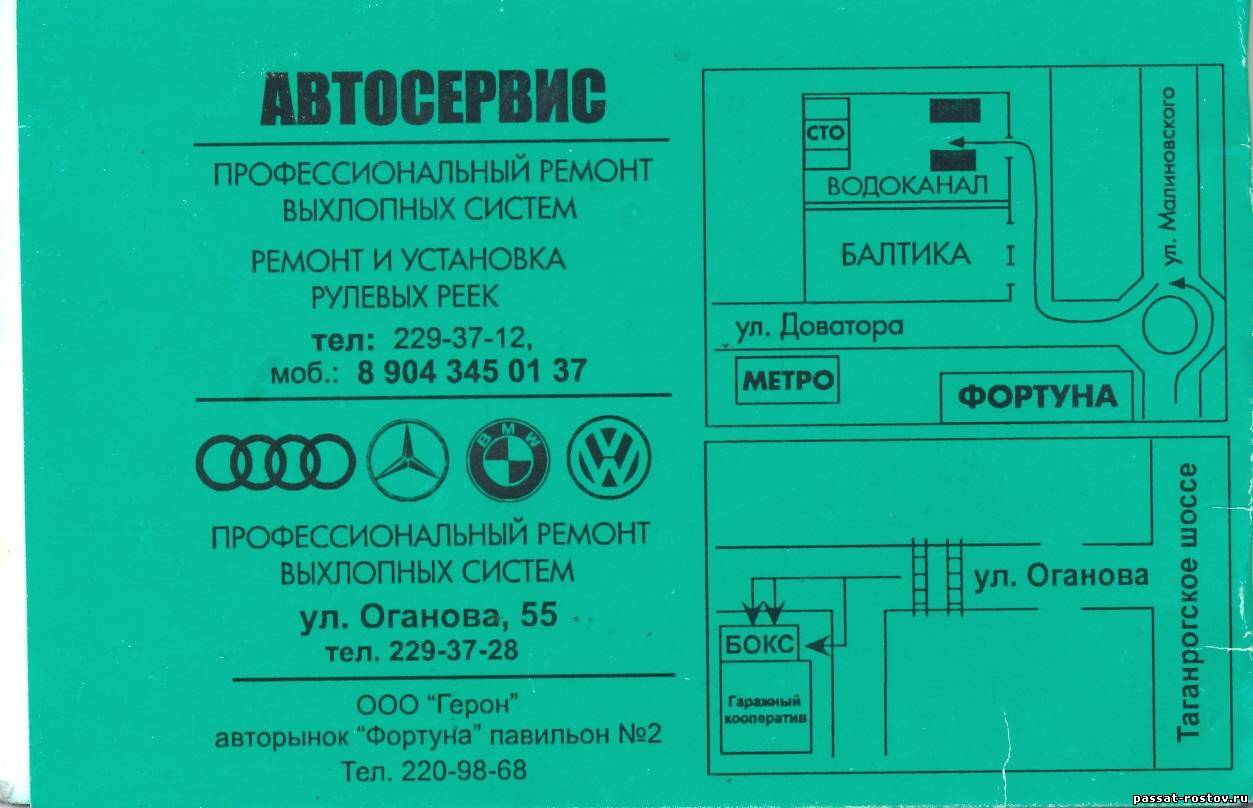 АВТОСЕРВИС
ПРОФЕССИОНАЛЬНЫЙ РЕМОНТ
ВЫХЛОПНЫХ СИСТЕМ
РЕМОНТ И УСТАНОВКА
РУЛЕВЫХ РЕЕК
тел: 229-37-12,
моб.: 8 904 345 01 37
BMW
ПРОФЕССИОНАЛЬНЫЙ РЕМОНТ
ВЫХЛОПНЫХ СИСТЕМ
ул. Оганова, 55
тел. 229-37-28
ООО “Герон”
авторынок “Фортуна” павильон №2
Тел. 220-98-68
СТО
ВОДОКАНАЛ
БАЛТИКА
ул. Малиновского
ул. Доватора
МЕТРО
ФОРТУНА
ул. Оганова
Таганрогское шоссе
БОКС
Гаражный
кооператив
passat-rostov.ru